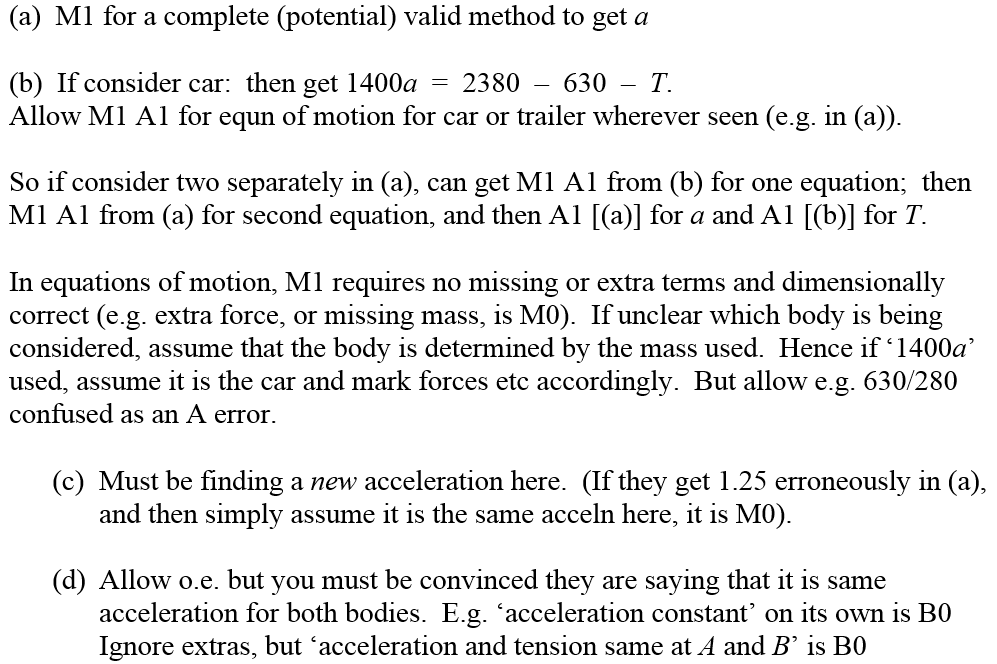 (a) M1 for a complete (potential) valid method to get a
(b) If consider car: then get 1400a = 2380 – 630 – T.
Allow M1 A1 for equn of motion for car or trailer wherever seen (e.g. in (a)).
So if consider two separately in (a), can get M1 A1 from (b) for one equation; then
M1 A1 from (a) for second equation, and then A1 [(a)] for a and A1 [(b)] for T.
In equations of motion, M1 requires no missing or extra terms and dimensionally
correct (e.g. extra force, or missing mass, is M0). If unclear which body is being
considered, assume that the body is determined by the mass used. Hence if ‘1400a’
used, assume it is the car and mark forces etc accordingly. But allow e.g. 630/280
confused as an A error.
(c) Must be finding a new acceleration here. (If they get 1.25 erroneously in (a),
and then simply assume it is the same acceln here, it is M0).
(d) Allow o.e. but you must be convinced they are saying that it is same
acceleration for both bodies. E.g. ‘acceleration constant’ on its own is B0
Ignore extras, but ‘acceleration and tension same at A and B’ is B0